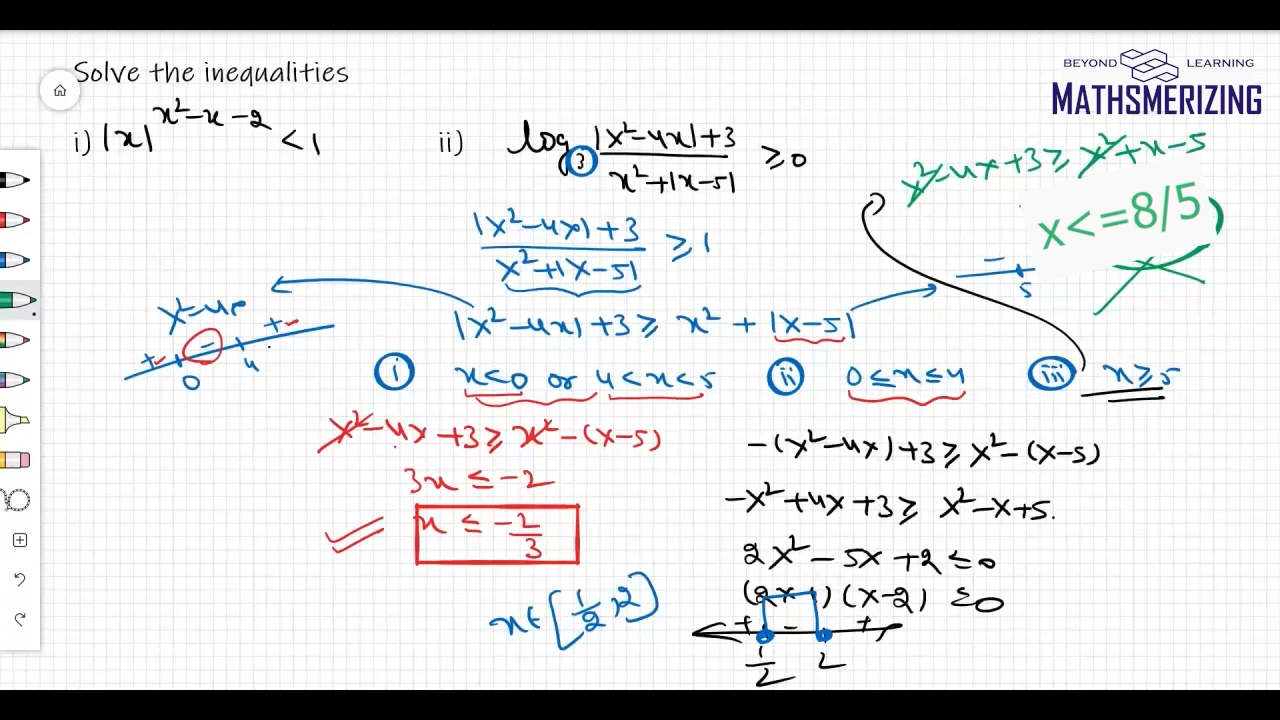 Solve the inequalities
BEYOND LEARNING
MATHSMERIZING
i) |x|^(x²-x-2) < 1
ii) log₃ (|x²-4x|+3)/(x²+|x-5|) ≥ 0
x²-4x+3 ≥ x²+x-5
x<=8/5
(|x²-4x|+3)/(x²+|x-5|) ≥ 1
- 5
x²-4x
+ - +
0 4
|x²-4x|+3 ≥ x² + |x-5|
i x<0 or 4<x<5
ii 0≤x≤4
iii x≥5
x²-4x+3 ≥ x²-(x-5)
3x ≤ -2
x ≤ -2/3
-(x²-4x)+3 ≥ x²-(x-5)
-x²+4x+3 ≥ x²-x+5.
2x²-5x+2 ≤ 0
(2x-1)(x-2) ≤ 0
+ - +
1/2 2
x∈[1/2, 2]